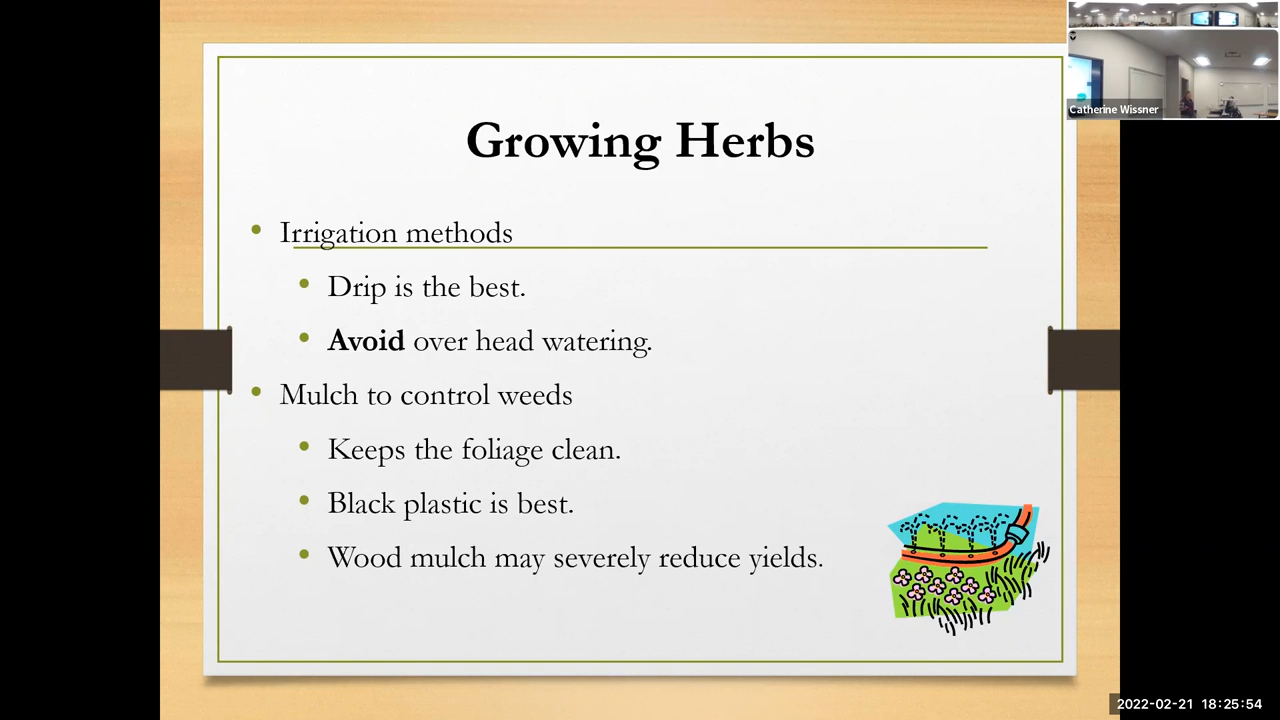 Catherine Wissner
Growing Herbs
• Irrigation methods
• Drip is the best.
• Avoid over head watering.
• Mulch to control weeds
• Keeps the foliage clean.
• Black plastic is best.
• Wood mulch may severely reduce yields.
2022-02-21 18:25:54